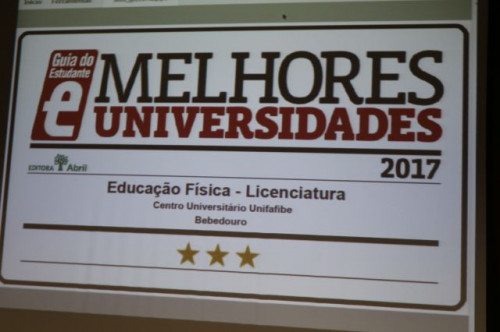 Guia do
Estudante
e
MELHORES
UNIVERSIDADES
2017
EDITORA Abril
Educação Física - Licenciatura
Centro Universitário Unifafibe
Bebedouro